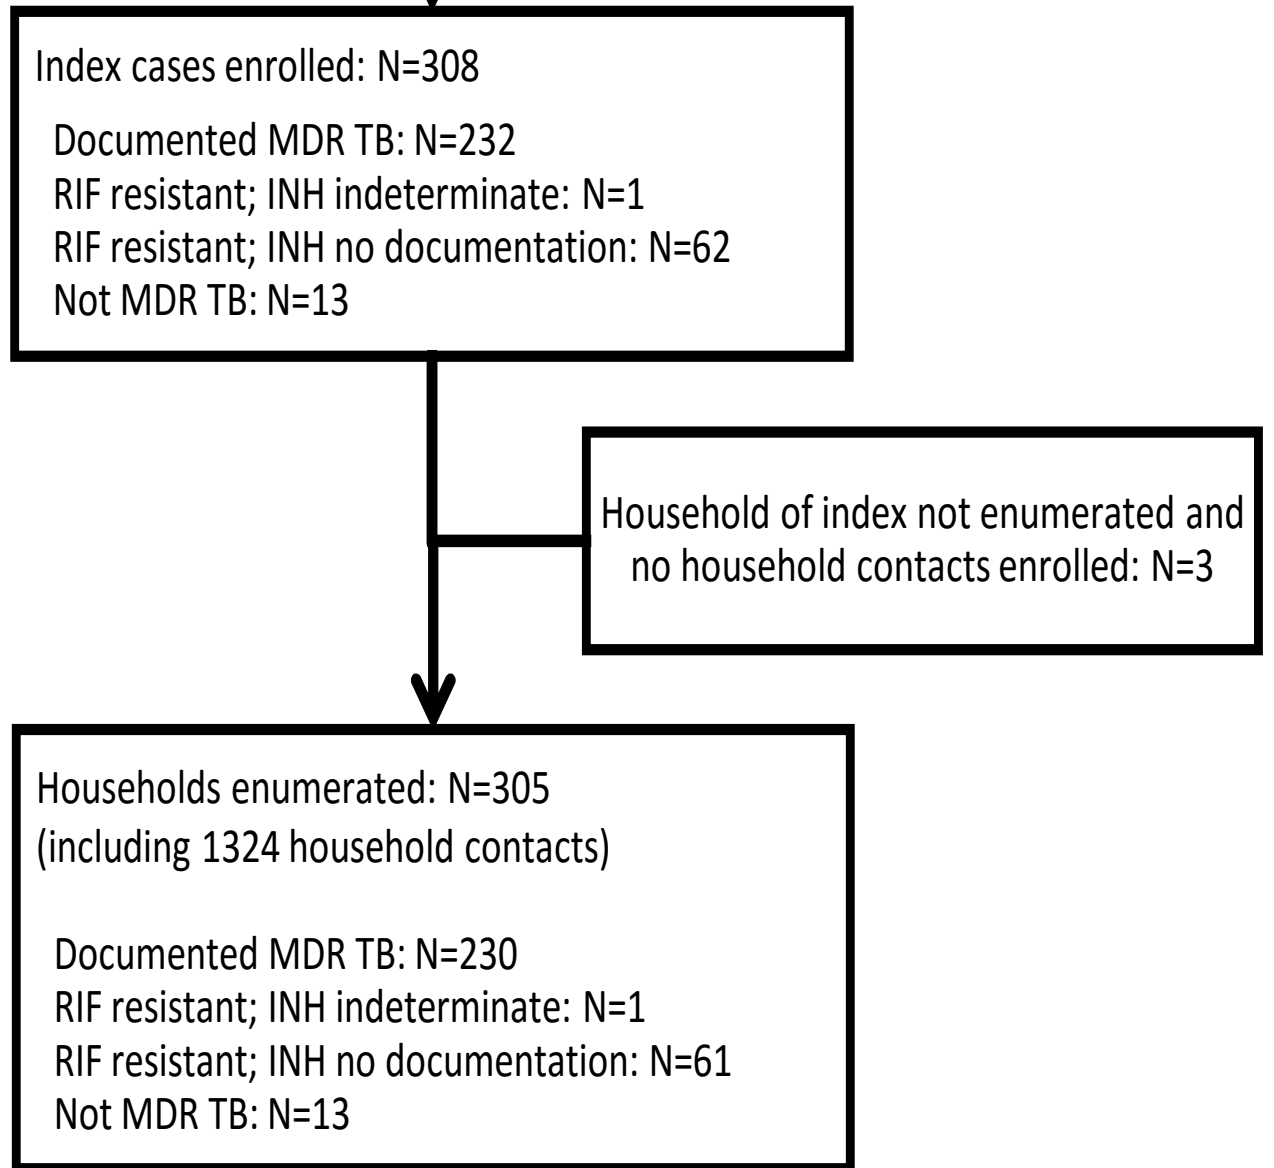 Index cases enrolled: N=308
Documented MDR TB: N=232
RIF resistant; INH indeterminate: N=1
RIF resistant; INH no documentation: N=62
Not MDR TB: N=13
Household of index not enumerated and
no household contacts enrolled: N=3
Households enumerated: N=305
(including 1324 household contacts)
Documented MDR TB: N=230
RIF resistant; INH indeterminate: N=1
RIF resistant; INH no documentation: N=61
Not MDR TB: N=13